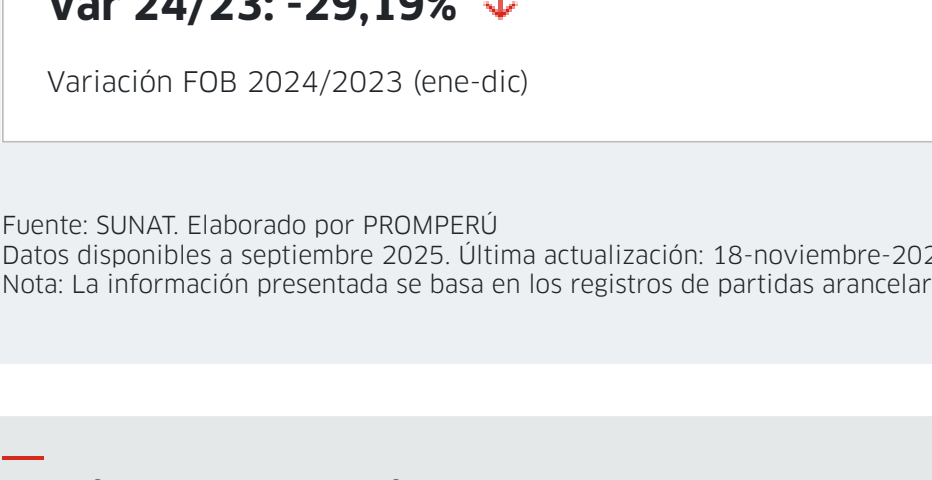 Var 24/23: -29,19%
Variación FOB 2024/2023 (ene-dic)
Fuente: SUNAT. Elaborado por PROMPERÚ
Datos disponibles a septiembre 2025. Última actualización: 18-noviembre-202
Nota: La información presentada se basa en los registros de partidas arancelar